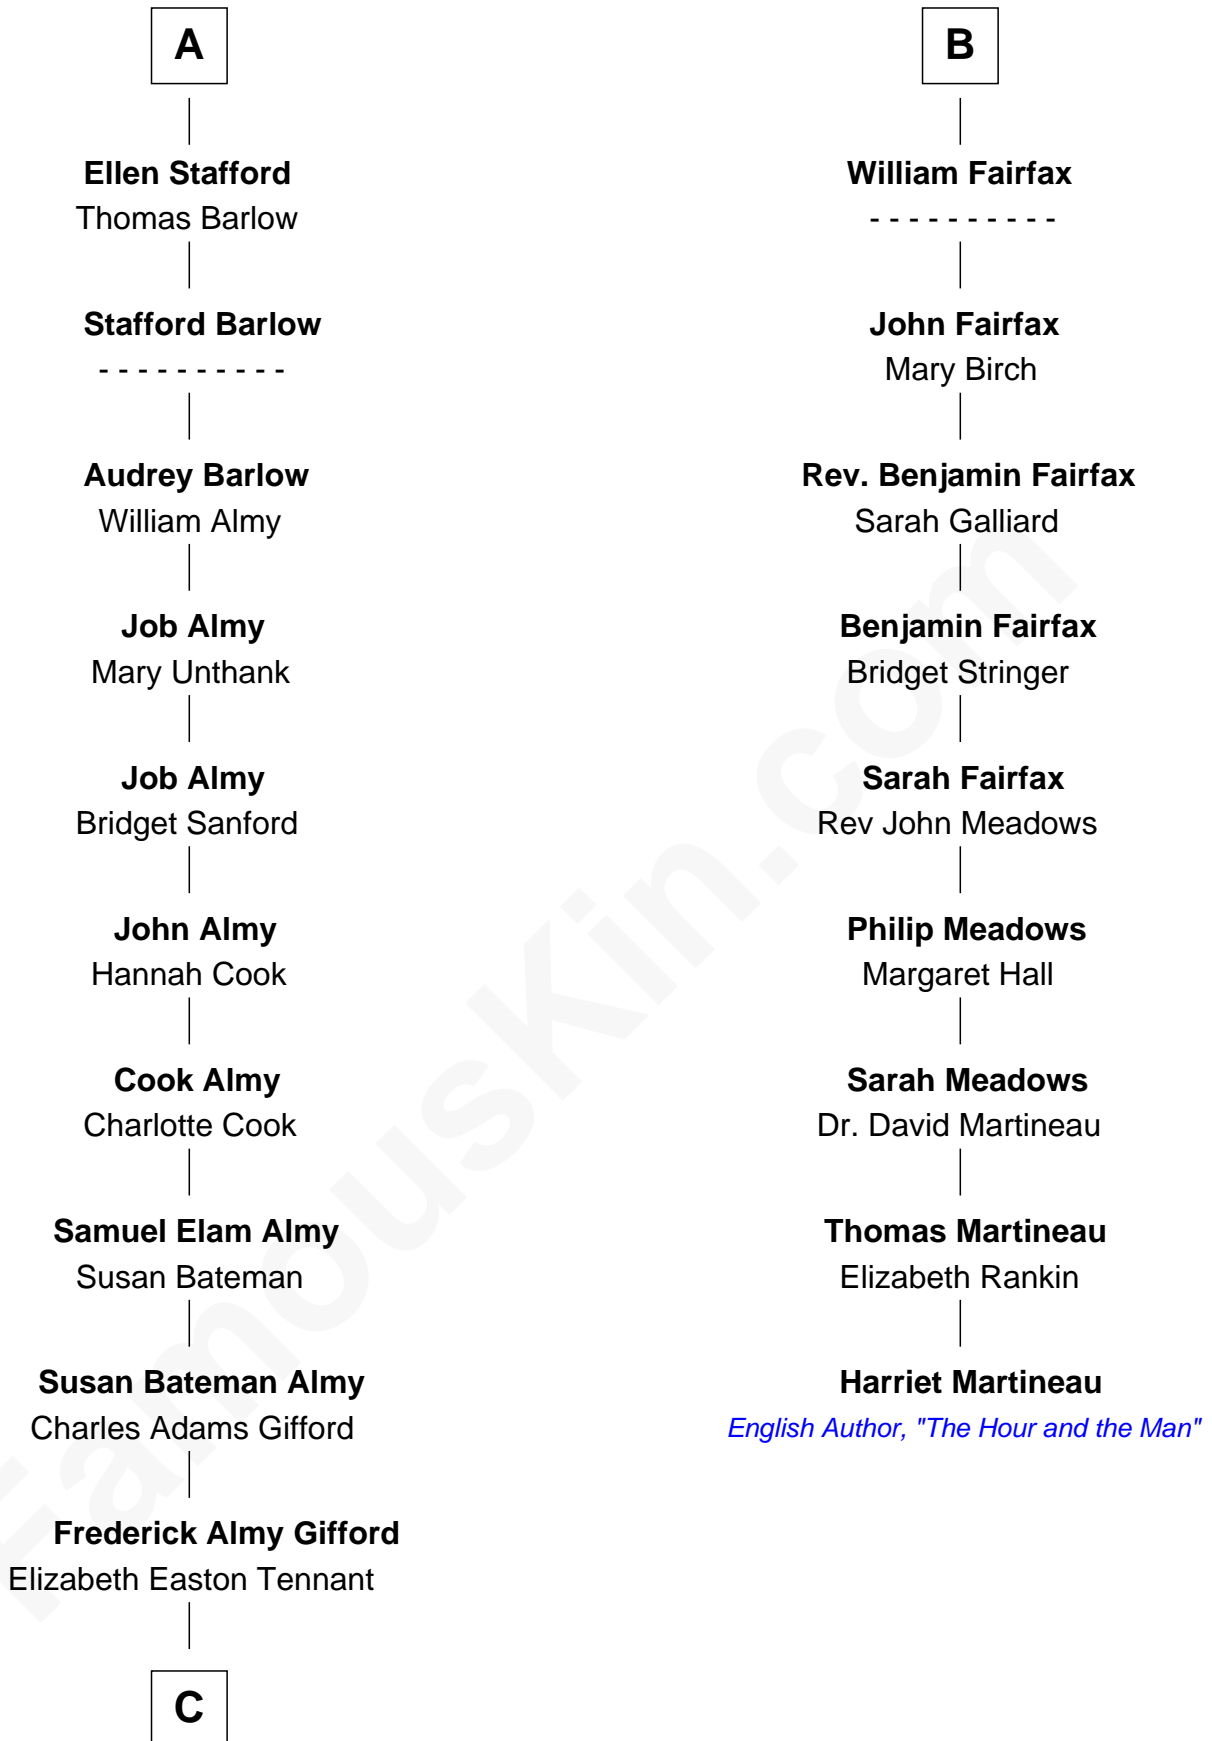 A
Ellen Stafford
Thomas Barlow
Stafford Barlow
- - - - - - - - - -
Audrey Barlow
William Almy
Job Almy
Mary Unthank
Job Almy
Bridget Sanford
John Almy
Hannah Cook
Cook Almy
Charlotte Cook
Samuel Elam Almy
Susan Bateman
Susan Bateman Almy
Charles Adams Gifford
Frederick Almy Gifford
Elizabeth Easton Tennant
C
B
William Fairfax
- - - - - - - - - -
John Fairfax
Mary Birch
Rev. Benjamin Fairfax
Sarah Galliard
Benjamin Fairfax
Bridget Stringer
Sarah Fairfax
Rev John Meadows
Philip Meadows
Margaret Hall
Sarah Meadows
Dr. David Martineau
Thomas Martineau
Elizabeth Rankin
Harriet Martineau
English Author, "The Hour and the Man"
FamousKin.com